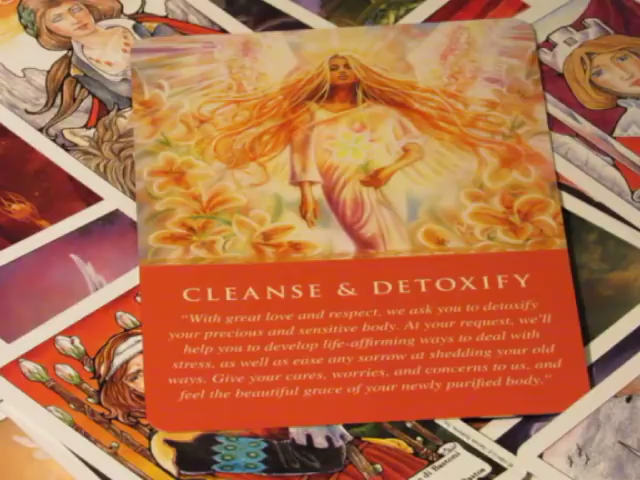 CLEANSE & DETOXIFY
"With great love and respect, we ask you to detoxify
your precious and sensitive body. At your request, we'll
help you to develop life-affirming ways to deal with
stress, as well as ease any sorrow at shedding your old
ways. Give your cares, worries, and concerns to us, and
feel the beautiful grace of your newly purified body."
di Bastoni